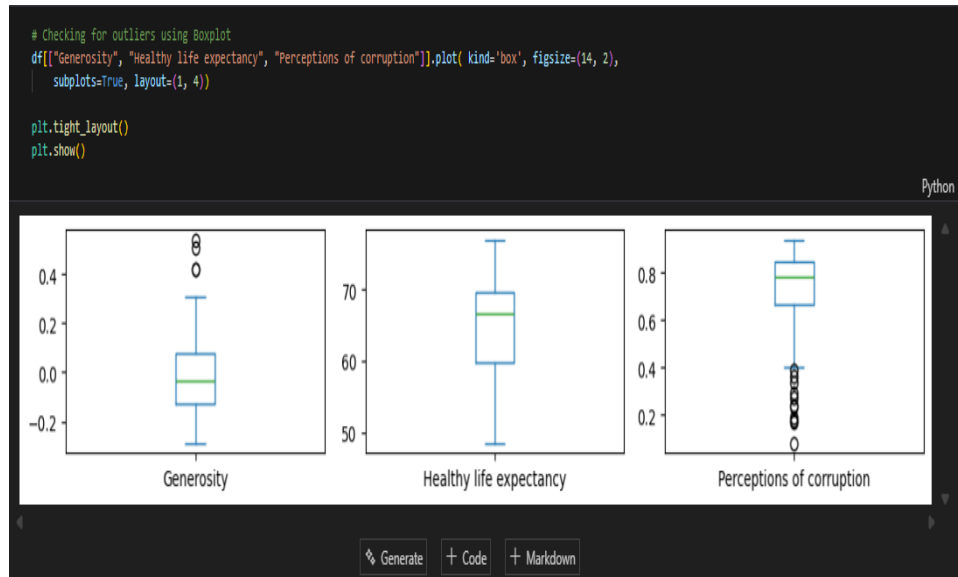 # Checking for outliers using Boxplot
df[["Generosity", "Healthy life expectancy", "Perceptions of corruption"]].plot( kind='box', figsize=(14, 2),
subplots=True, layout=(1, 4))
plt.tight_layout()
plt.show()
Python
0.4
0.2
0.0
−0.2
Generosity
70
60
50
Healthy life expectancy
0.8
0.6
0.4
0.2
Perceptions of corruption
Generate
+ Code
+ Markdown